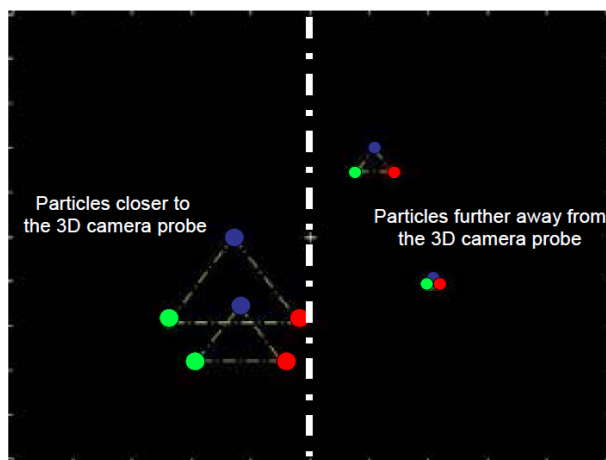 Particles closer to
the 3D camera probe
Particles further away from
the 3D camera probe